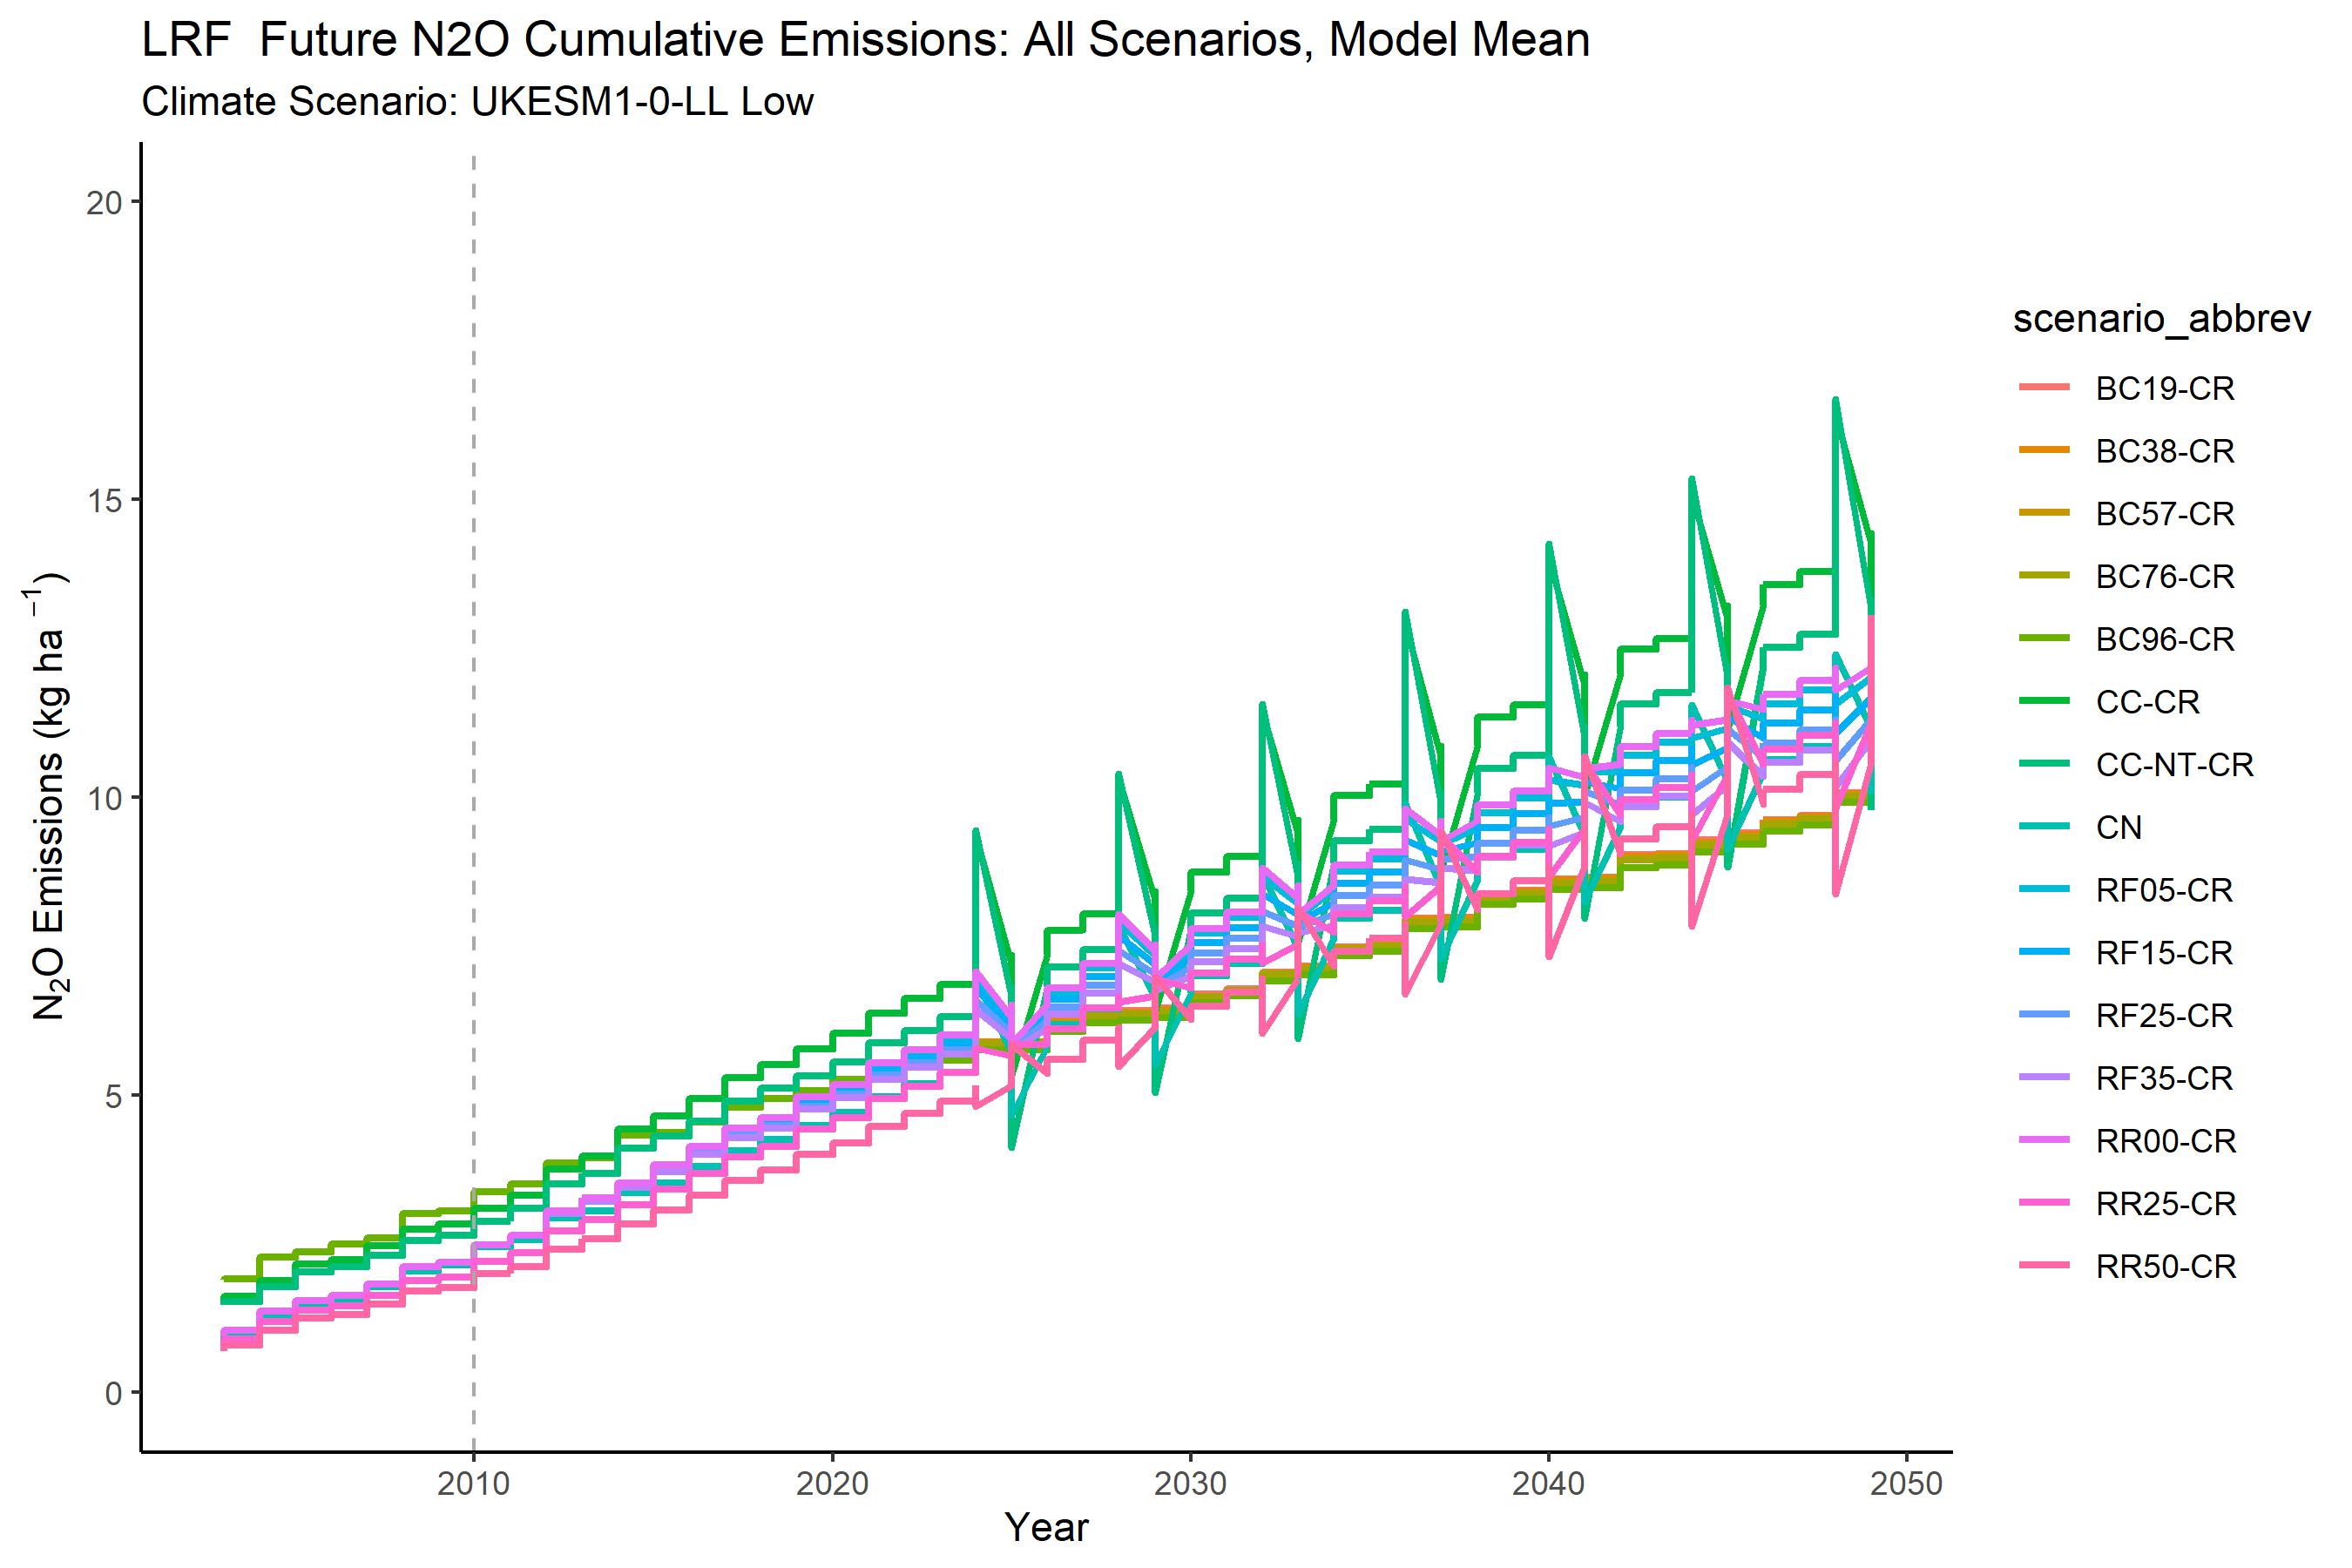 LRF  Future N2O Cumulative Emissions: All Scenarios, Model Mean
Climate Scenario: UKESM1-0-LL Low
20
15
10
5
0
N₂O Emissions (kg ha ⁻¹)
2010 2020 2030 2040 2050
Year
scenario_abbrev
BC19-CR
BC38-CR
BC57-CR
BC76-CR
BC96-CR
CC-CR
CC-NT-CR
CN
RF05-CR
RF15-CR
RF25-CR
RF35-CR
RR00-CR
RR25-CR
RR50-CR